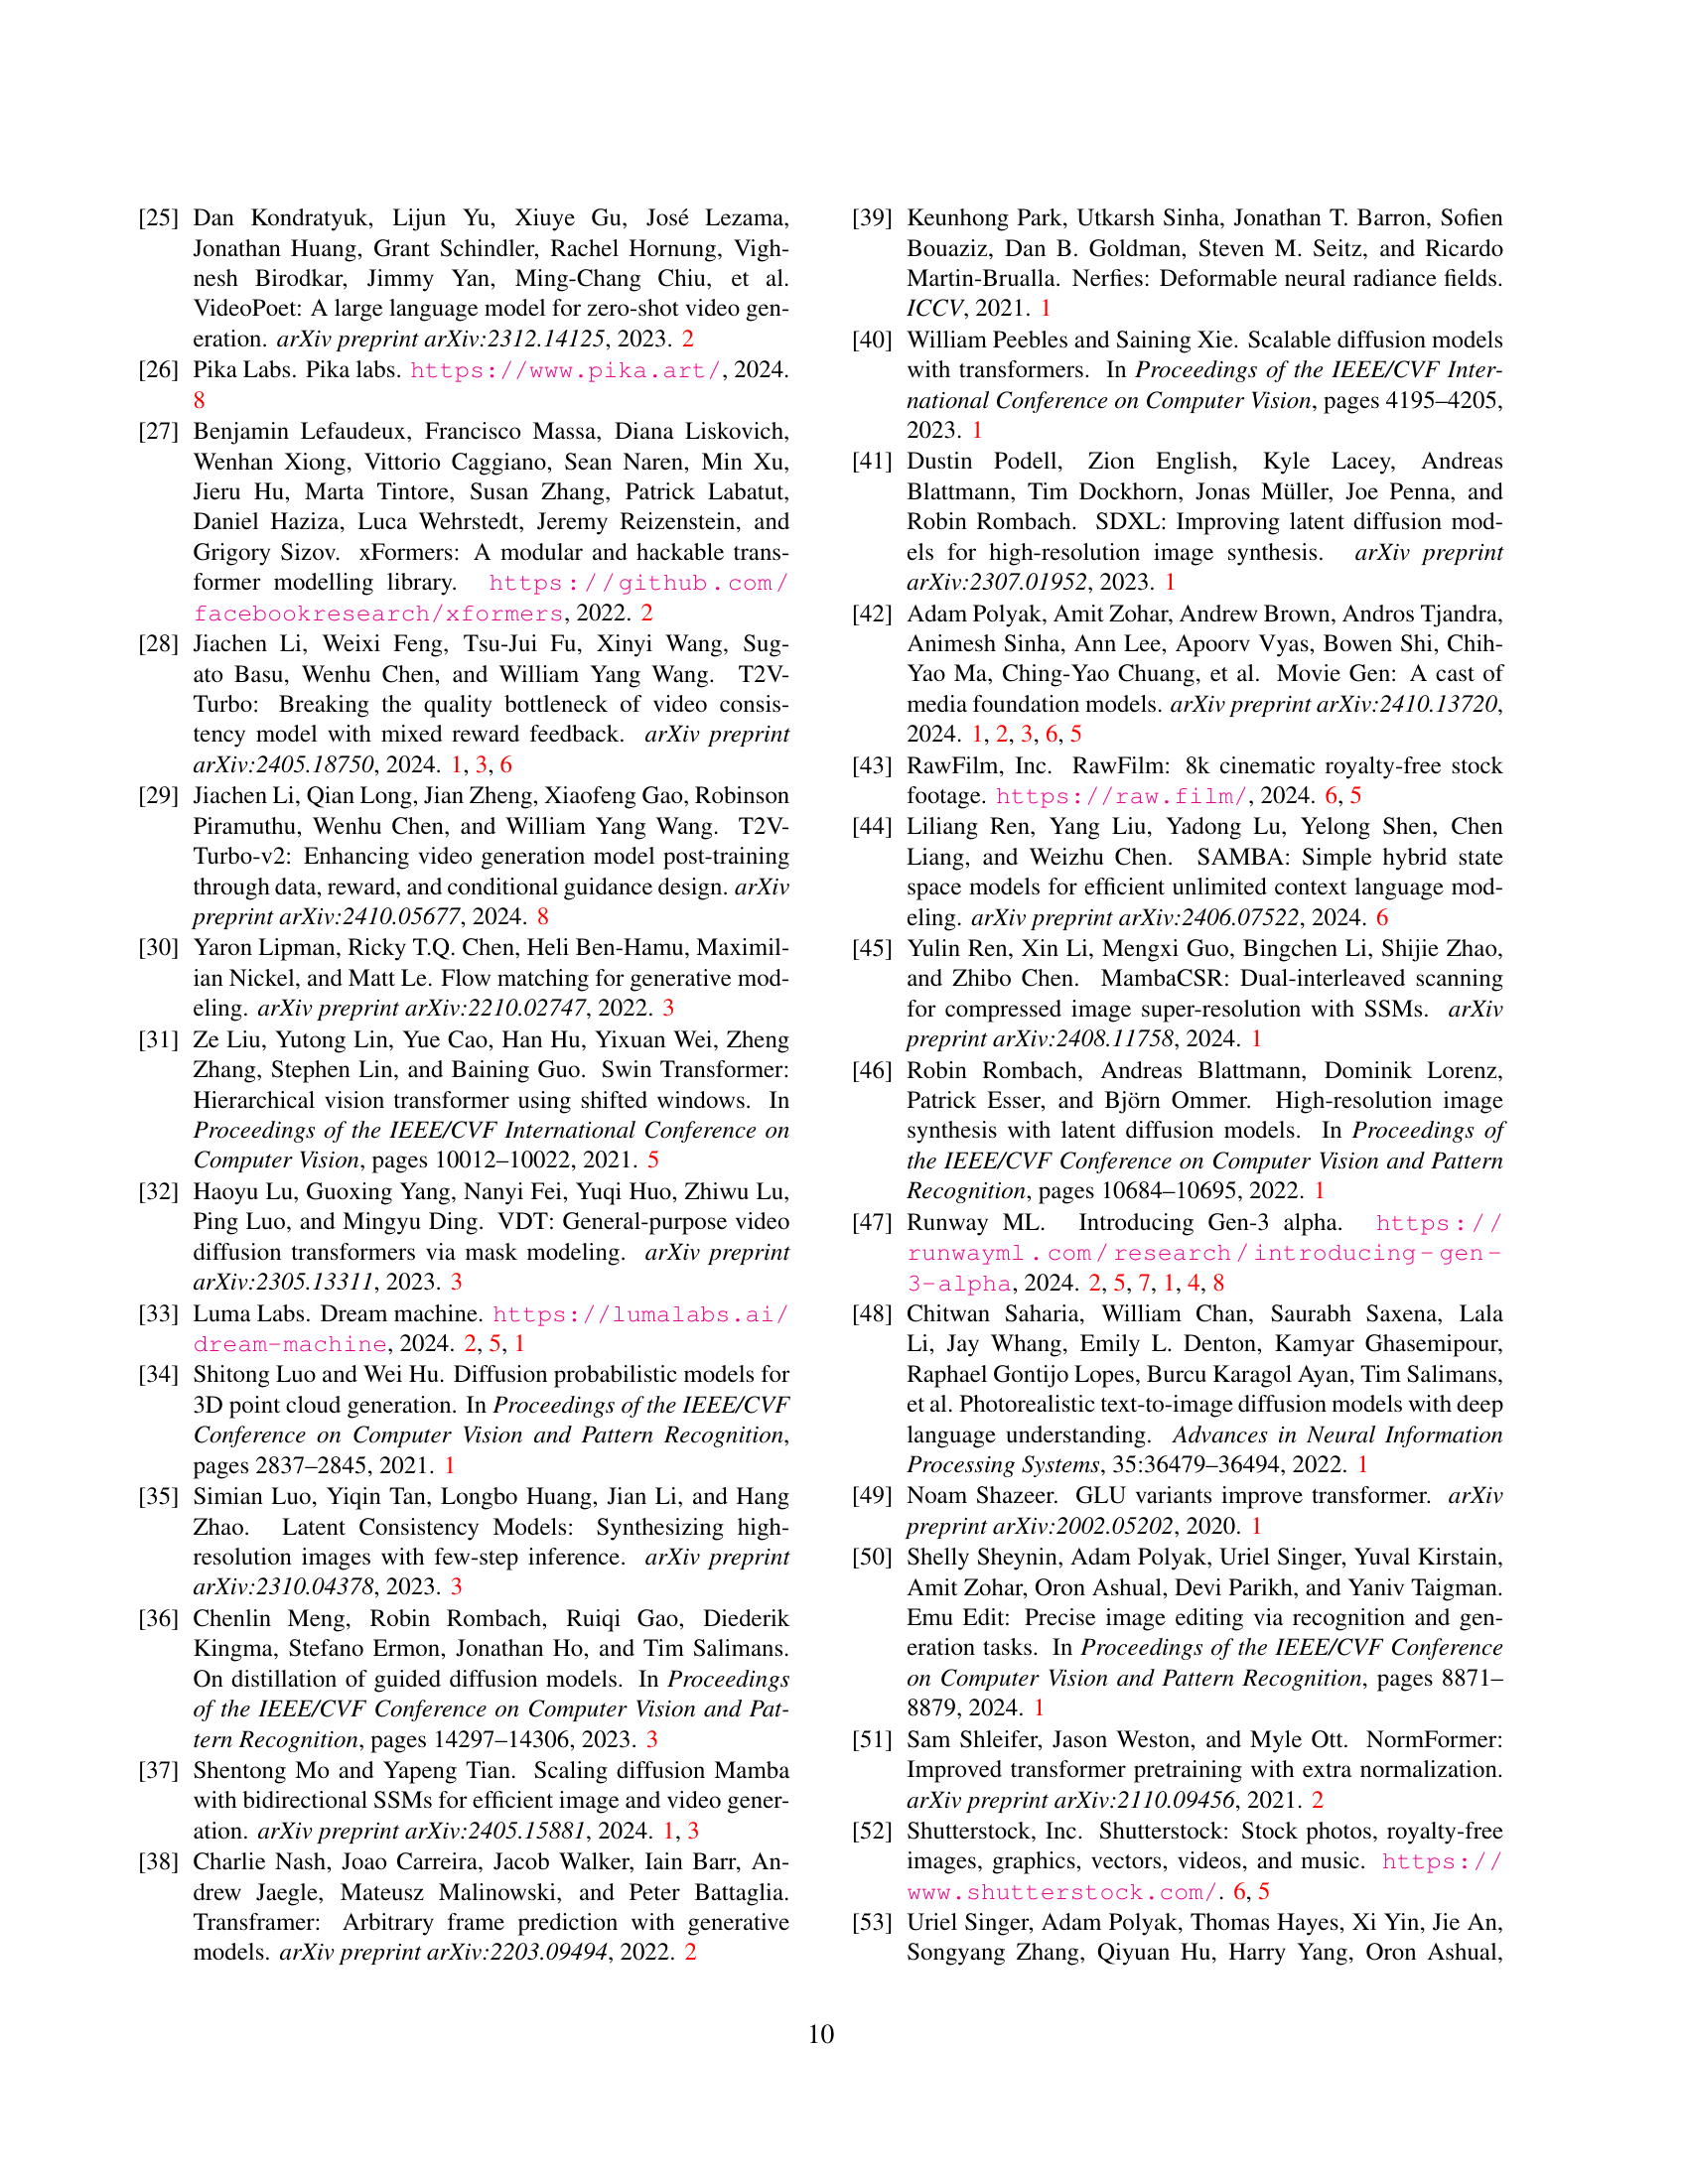 [25] Dan Kondratyuk, Lijun Yu, Xiuye Gu, José Lezama,
Jonathan Huang, Grant Schindler, Rachel Hornung, Vigh-
nesh Birodkar, Jimmy Yan, Ming-Chang Chiu, et al.
VideoPoet: A large language model for zero-shot video gen-
eration. arXiv preprint arXiv:2312.14125, 2023. 2
[26] Pika Labs. Pika labs. https://www.pika.art/, 2024.
8
[27] Benjamin Lefaudeux, Francisco Massa, Diana Liskovich,
Wenhan Xiong, Vittorio Caggiano, Sean Naren, Min Xu,
Jieru Hu, Marta Tintore, Susan Zhang, Patrick Labatut,
Daniel Haziza, Luca Wehrstedt, Jeremy Reizenstein, and
Grigory Sizov. xFormers: A modular and hackable trans-
former modelling library. https://github.com/
facebookresearch/xformers, 2022. 2
[28] Jiachen Li, Weixi Feng, Tsu-Jui Fu, Xinyi Wang, Sug-
ato Basu, Wenhu Chen, and William Yang Wang. T2V-
Turbo: Breaking the quality bottleneck of video consis-
tency model with mixed reward feedback. arXiv preprint
arXiv:2405.18750, 2024. 1, 3, 6
[29] Jiachen Li, Qian Long, Jian Zheng, Xiaofeng Gao, Robinson
Piramuthu, Wenhu Chen, and William Yang Wang. T2V-
Turbo-v2: Enhancing video generation model post-training
through data, reward, and conditional guidance design. arXiv
preprint arXiv:2410.05677, 2024. 8
[30] Yaron Lipman, Ricky T.Q. Chen, Heli Ben-Hamu, Maximil-
ian Nickel, and Matt Le. Flow matching for generative mod-
eling. arXiv preprint arXiv:2210.02747, 2022. 3
[31] Ze Liu, Yutong Lin, Yue Cao, Han Hu, Yixuan Wei, Zheng
Zhang, Stephen Lin, and Baining Guo. Swin Transformer:
Hierarchical vision transformer using shifted windows. In
Proceedings of the IEEE/CVF International Conference on
Computer Vision, pages 10012–10022, 2021. 5
[32] Haoyu Lu, Guoxing Yang, Nanyi Fei, Yuqi Huo, Zhiwu Lu,
Ping Luo, and Mingyu Ding. VDT: General-purpose video
diffusion transformers via mask modeling. arXiv preprint
arXiv:2305.13311, 2023. 3
[33] Luma Labs. Dream machine. https://lumalabs.ai/
dream-machine, 2024. 2, 5, 1
[34] Shitong Luo and Wei Hu. Diffusion probabilistic models for
3D point cloud generation. In Proceedings of the IEEE/CVF
Conference on Computer Vision and Pattern Recognition,
pages 2837–2845, 2021. 1
[35] Simian Luo, Yiqin Tan, Longbo Huang, Jian Li, and Hang
Zhao. Latent Consistency Models: Synthesizing high-
resolution images with few-step inference. arXiv preprint
arXiv:2310.04378, 2023. 3
[36] Chenlin Meng, Robin Rombach, Ruiqi Gao, Diederik
Kingma, Stefano Ermon, Jonathan Ho, and Tim Salimans.
On distillation of guided diffusion models. In Proceedings
of the IEEE/CVF Conference on Computer Vision and Pat-
tern Recognition, pages 14297–14306, 2023. 3
[37] Shentong Mo and Yapeng Tian. Scaling diffusion Mamba
with bidirectional SSMs for efficient image and video gener-
ation. arXiv preprint arXiv:2405.15881, 2024. 1, 3
[38] Charlie Nash, Joao Carreira, Jacob Walker, Iain Barr, An-
drew Jaegle, Mateusz Malinowski, and Peter Battaglia.
Transframer: Arbitrary frame prediction with generative
models. arXiv preprint arXiv:2203.09494, 2022. 2
[39] Keunhong Park, Utkarsh Sinha, Jonathan T. Barron, Sofien
Bouaziz, Dan B. Goldman, Steven M. Seitz, and Ricardo
Martin-Brualla. Nerfies: Deformable neural radiance fields.
ICCV, 2021. 1
[40] William Peebles and Saining Xie. Scalable diffusion models
with transformers. In Proceedings of the IEEE/CVF Inter-
national Conference on Computer Vision, pages 4195–4205,
2023. 1
[41] Dustin Podell, Zion English, Kyle Lacey, Andreas
Blattmann, Tim Dockhorn, Jonas Müller, Joe Penna, and
Robin Rombach. SDXL: Improving latent diffusion mod-
els for high-resolution image synthesis. arXiv preprint
arXiv:2307.01952, 2023. 1
[42] Adam Polyak, Amit Zohar, Andrew Brown, Andros Tjandra,
Animesh Sinha, Ann Lee, Apoorv Vyas, Bowen Shi, Chih-
Yao Ma, Ching-Yao Chuang, et al. Movie Gen: A cast of
media foundation models. arXiv preprint arXiv:2410.13720,
2024. 1, 2, 3, 6, 5
[43] RawFilm, Inc. RawFilm: 8k cinematic royalty-free stock
footage. https://raw.film/, 2024. 6, 5
[44] Liliang Ren, Yang Liu, Yadong Lu, Yelong Shen, Chen
Liang, and Weizhu Chen. SAMBA: Simple hybrid state
space models for efficient unlimited context language mod-
eling. arXiv preprint arXiv:2406.07522, 2024. 6
[45] Yulin Ren, Xin Li, Mengxi Guo, Bingchen Li, Shijie Zhao,
and Zhibo Chen. MambaCSR: Dual-interleaved scanning
for compressed image super-resolution with SSMs. arXiv
preprint arXiv:2408.11758, 2024. 1
[46] Robin Rombach, Andreas Blattmann, Dominik Lorenz,
Patrick Esser, and Björn Ommer. High-resolution image
synthesis with latent diffusion models. In Proceedings of
the IEEE/CVF Conference on Computer Vision and Pattern
Recognition, pages 10684–10695, 2022. 1
[47] Runway ML. Introducing Gen-3 alpha. https://
runwayml.com/research/introducing-gen-
3-alpha, 2024. 2, 5, 7, 1, 4, 8
[48] Chitwan Saharia, William Chan, Saurabh Saxena, Lala
Li, Jay Whang, Emily L. Denton, Kamyar Ghasemipour,
Raphael Gontijo Lopes, Burcu Karagol Ayan, Tim Salimans,
et al. Photorealistic text-to-image diffusion models with deep
language understanding. Advances in Neural Information
Processing Systems, 35:36479–36494, 2022. 1
[49] Noam Shazeer. GLU variants improve transformer. arXiv
preprint arXiv:2002.05202, 2020. 1
[50] Shelly Sheynin, Adam Polyak, Uriel Singer, Yuval Kirstain,
Amit Zohar, Oron Ashual, Devi Parikh, and Yaniv Taigman.
Emu Edit: Precise image editing via recognition and gen-
eration tasks. In Proceedings of the IEEE/CVF Conference
on Computer Vision and Pattern Recognition, pages 8871–
8879, 2024. 1
[51] Sam Shleifer, Jason Weston, and Myle Ott. NormFormer:
Improved transformer pretraining with extra normalization.
arXiv preprint arXiv:2110.09456, 2021. 2
[52] Shutterstock, Inc. Shutterstock: Stock photos, royalty-free
images, graphics, vectors, videos, and music. https://
www.shutterstock.com/. 6, 5
[53] Uriel Singer, Adam Polyak, Thomas Hayes, Xi Yin, Jie An,
Songyang Zhang, Qiyuan Hu, Harry Yang, Oron Ashual,
10